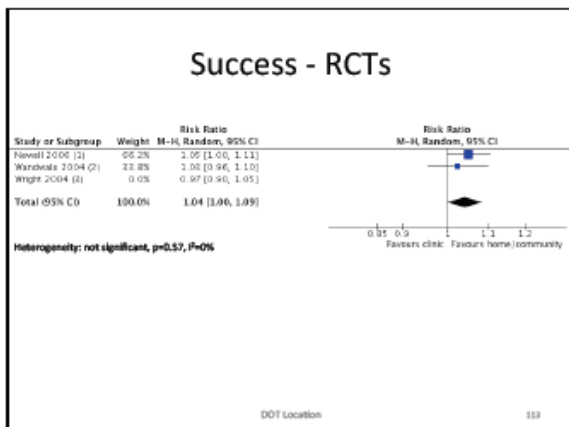 Success - RCTs
Risk Ratio
Study or Subgroup Weight M-H, Random, 95% CI
Newell 2006 (1) 66.2% 1.05 [1.00, 1.11]
Wandwalo 2004 (2) 33.8% 1.02 [0.96, 1.10]
Wright 2004 (3) 0.0% 0.97 [0.90, 1.05]
Total (95% CI) 100.0% 1.04 [1.00, 1.09]
Heterogeneity: not significant, p=0.57, I²=0%
Risk Ratio
M-H, Random, 95% CI
0.85 0.9 1 1.1 1.2
Favours clinic Favours home/community
DOT Location 113